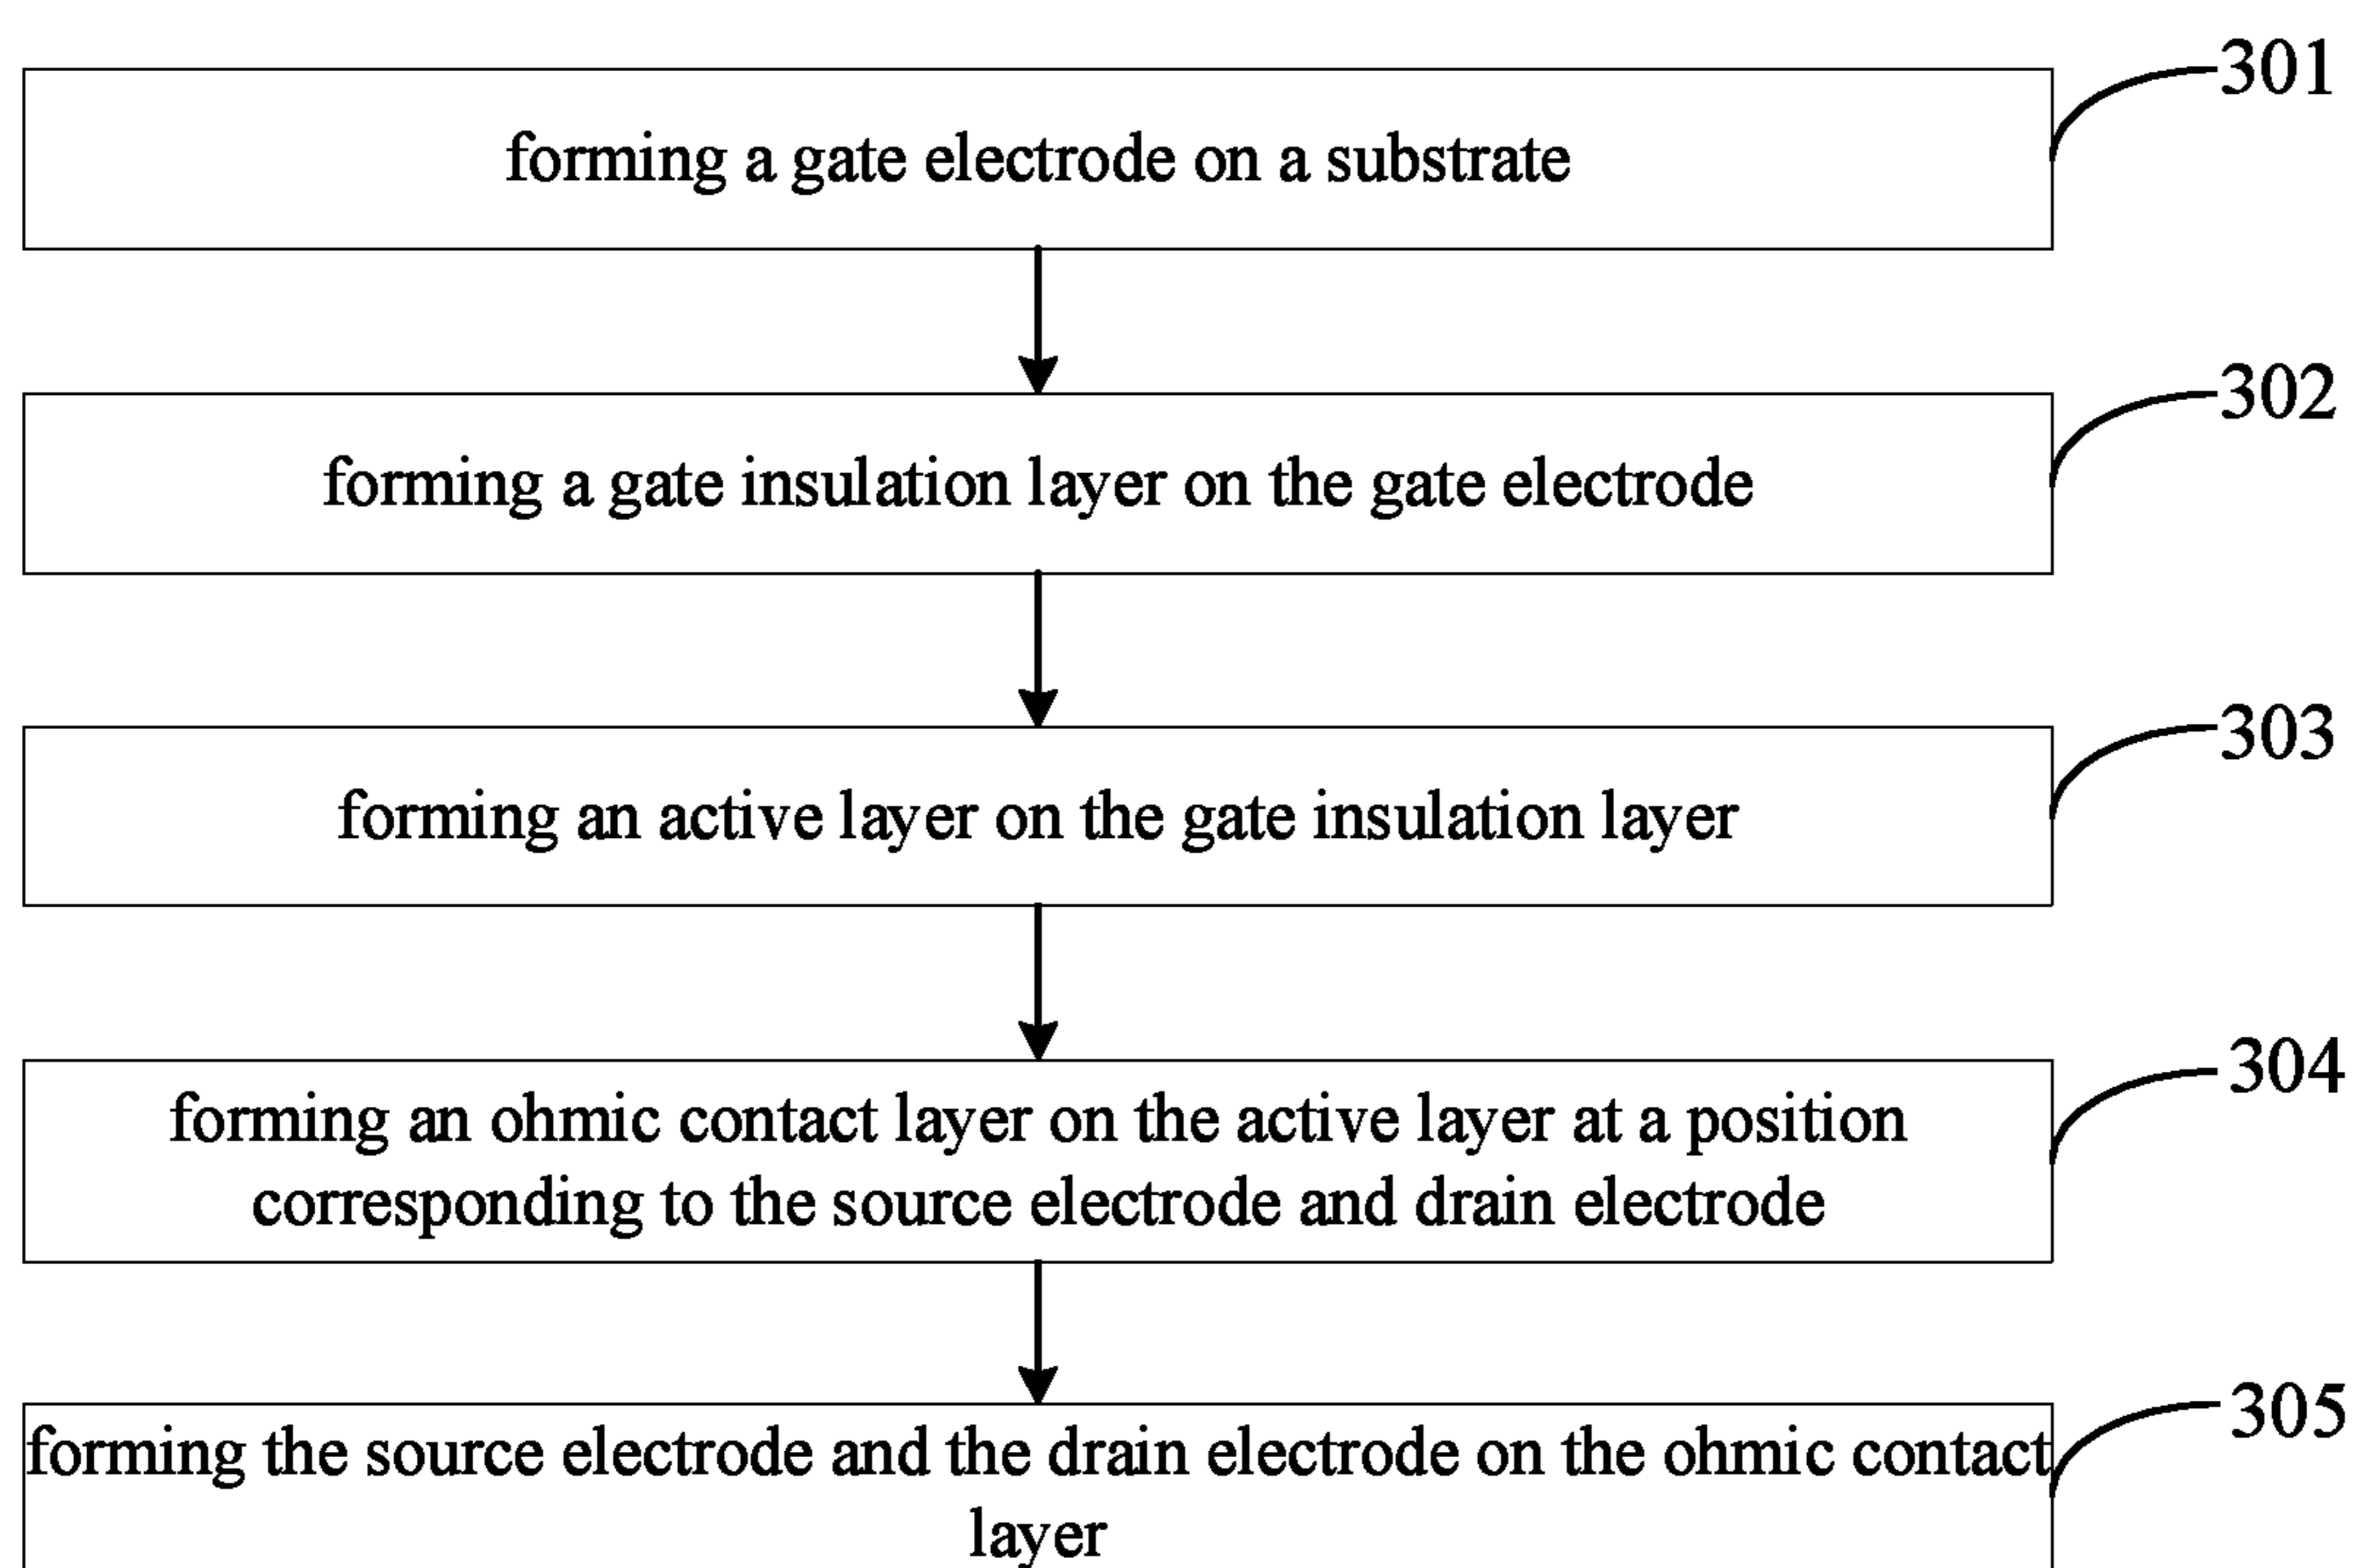 301
forming a gate electrode on a substrate
302
forming a gate insulation layer on the gate electrode
303
forming an active layer on the gate insulation layer
304
forming an ohmic contact layer on the active layer at a position
corresponding to the source electrode and drain electrode
305
forming the source electrode and the drain electrode on the ohmic contact
layer